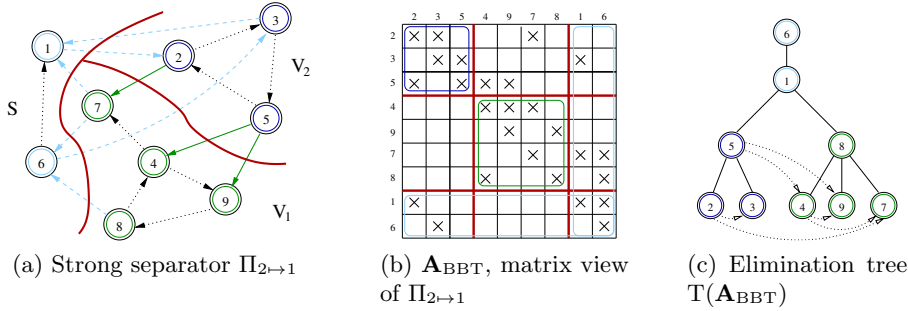 1
3
2
V₂
7
5
S
6
4
9
8
V₁
2 3 5 4 9 7 8 1 6
2 × × ×
3 × × ×
5 × × × ×
4 × × ×
9 × ×
7 × × ×
8 × × ×
1 × × ×
6 × ×
6
1
5 8
2 3 4 9 7
(a) Strong separator Π₂↦₁
(b) A_BBT, matrix view
of Π₂↦₁
(c) Elimination tree
T(A_BBT)